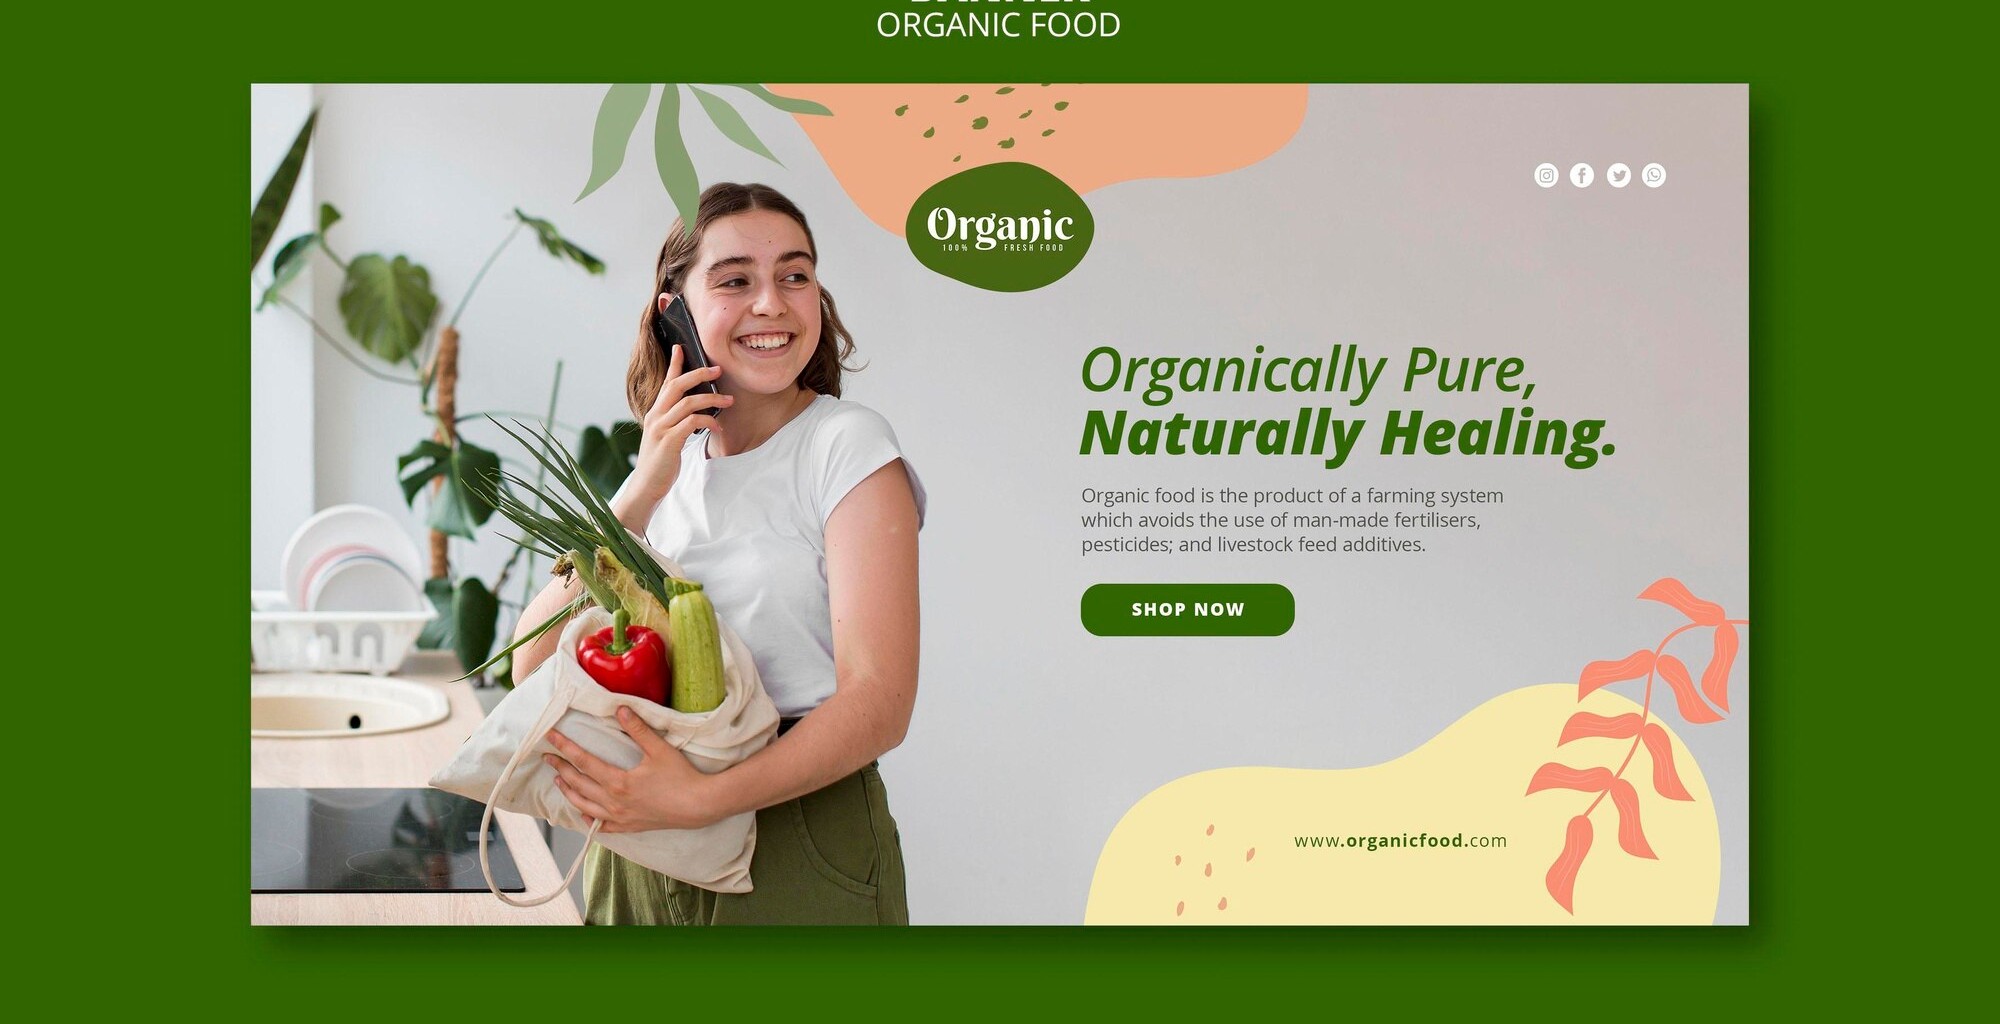 ORGANIC FOOD
Organic
100% FRESH FOOD
Organically Pure,
Naturally Healing.
Organic food is the product of a farming system
which avoids the use of man-made fertilisers,
pesticides; and livestock feed additives.
SHOP NOW
www.organicfood.com